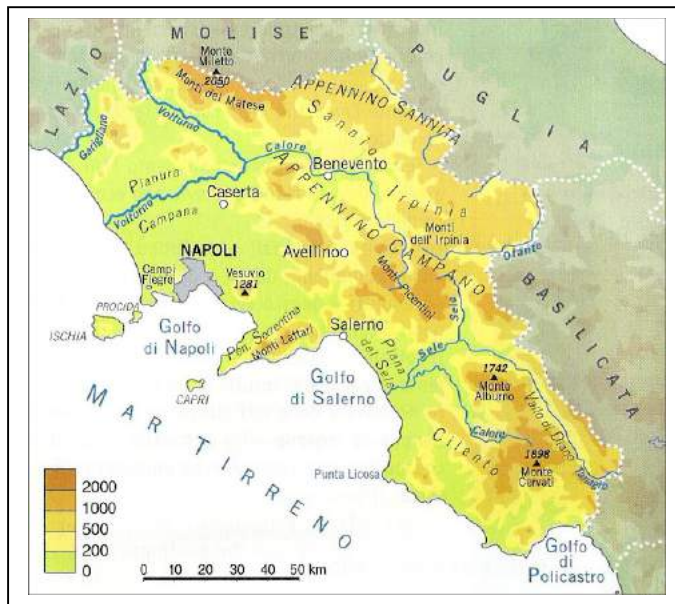 MOLISE
Monte
Miletto
2050
Monti del Matese
LAZIO
PUGLIA
APPENNINO SANNITA
Sannio
Garigliano
Volturno
Calore
Benevento
Irpinia
Pianura
Campana
Volturno
Caserta
APPENNINO CAMPANO
Monti
dell'Irpinia
Ofanto
NAPOLI
Avellinoo
Campi
Flegrei
Vesuvio
1281
Monti Picentini
BASILICATA
PROCIDA
ISCHIA
Golfo
di Napoli
Pen. Sorrentina
Monti Lattari
Salerno
Piana
del Sele
Sele
Sele
CAPRI
Golfo
di Salerno
1742
Monte
Alburno
Vallo di Diano
MAR TIRRENO
Cilento
Calore
1898
Monte
Cervati
Tanagro
Punta Licosa
2000
1000
500
200
0
0 10 20 30 40 50 km
Golfo
di
Policastro